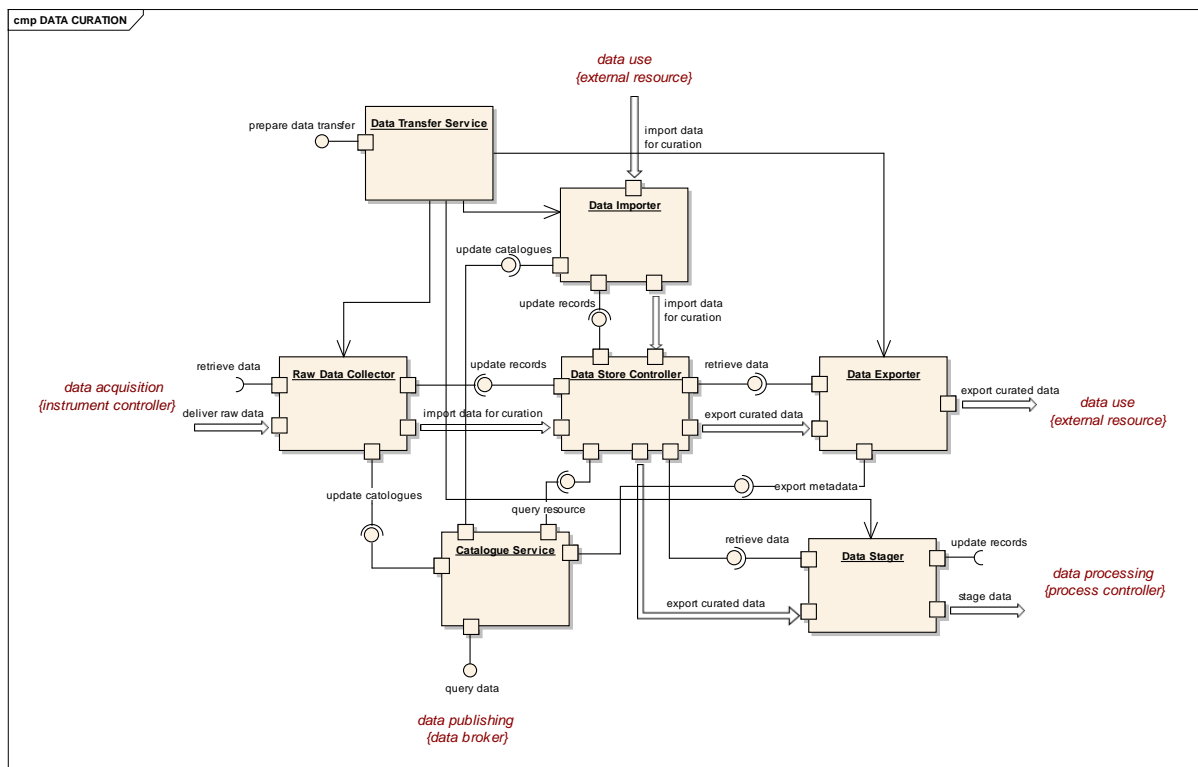 cmp DATA CURATION
data use
{external resource}
prepare data transfer
Data Transfer Service
import data
for curation
Data Importer
update catalogues
update records
import data
for curation
retrieve data
Raw Data Collector
update records
Data Store Controller
retrieve data
Data Exporter
data acquisition
{instrument controller}
deliver raw data
import data for curation
export curated data
export curated data
data use
{external resource}
update catologues
query resource
export metadata
Catalogue Service
retrieve data
Data Stager
update records
data processing
{process controller}
export curated data
stage data
query data
data publishing
{data broker}